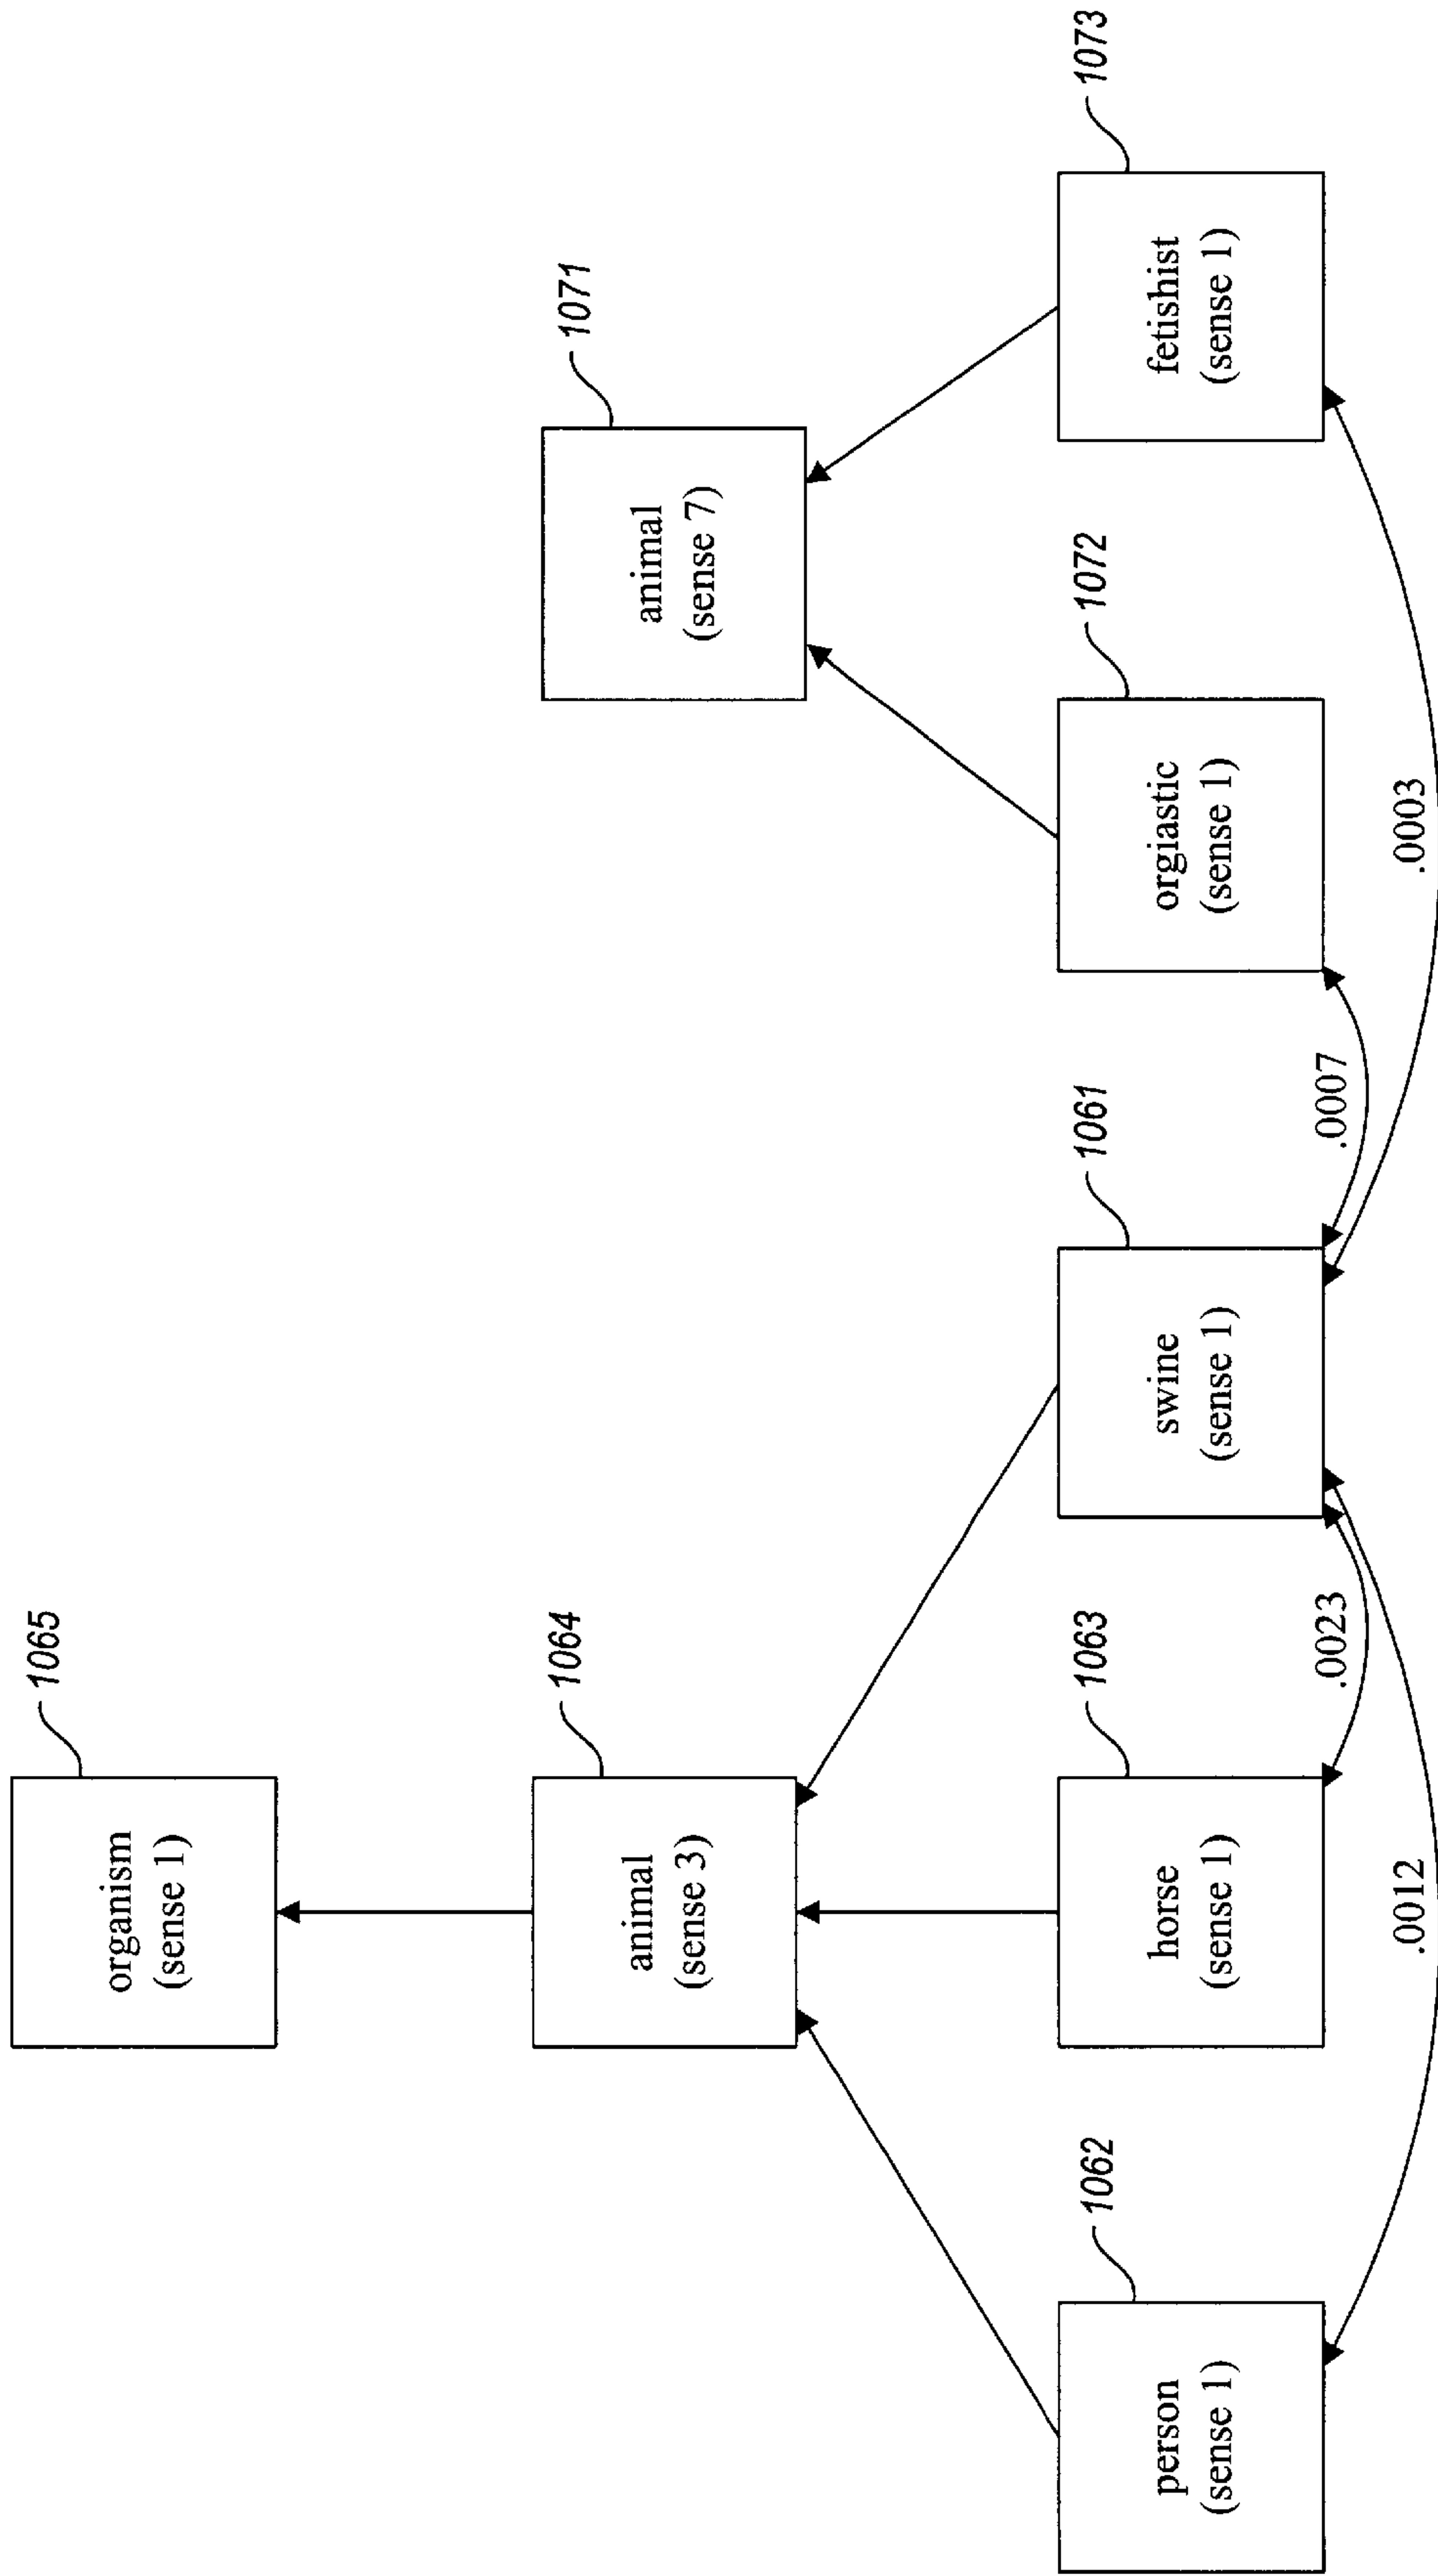 1065
organism
(sense 1)
1064
animal
(sense 3)
1071
animal
(sense 7)
1062
person
(sense 1)
1063
horse
(sense 1)
1061
swine
(sense 1)
1072
orgiastic
(sense 1)
1073
fetishist
(sense 1)
.0023
.0007
.0012
.0003